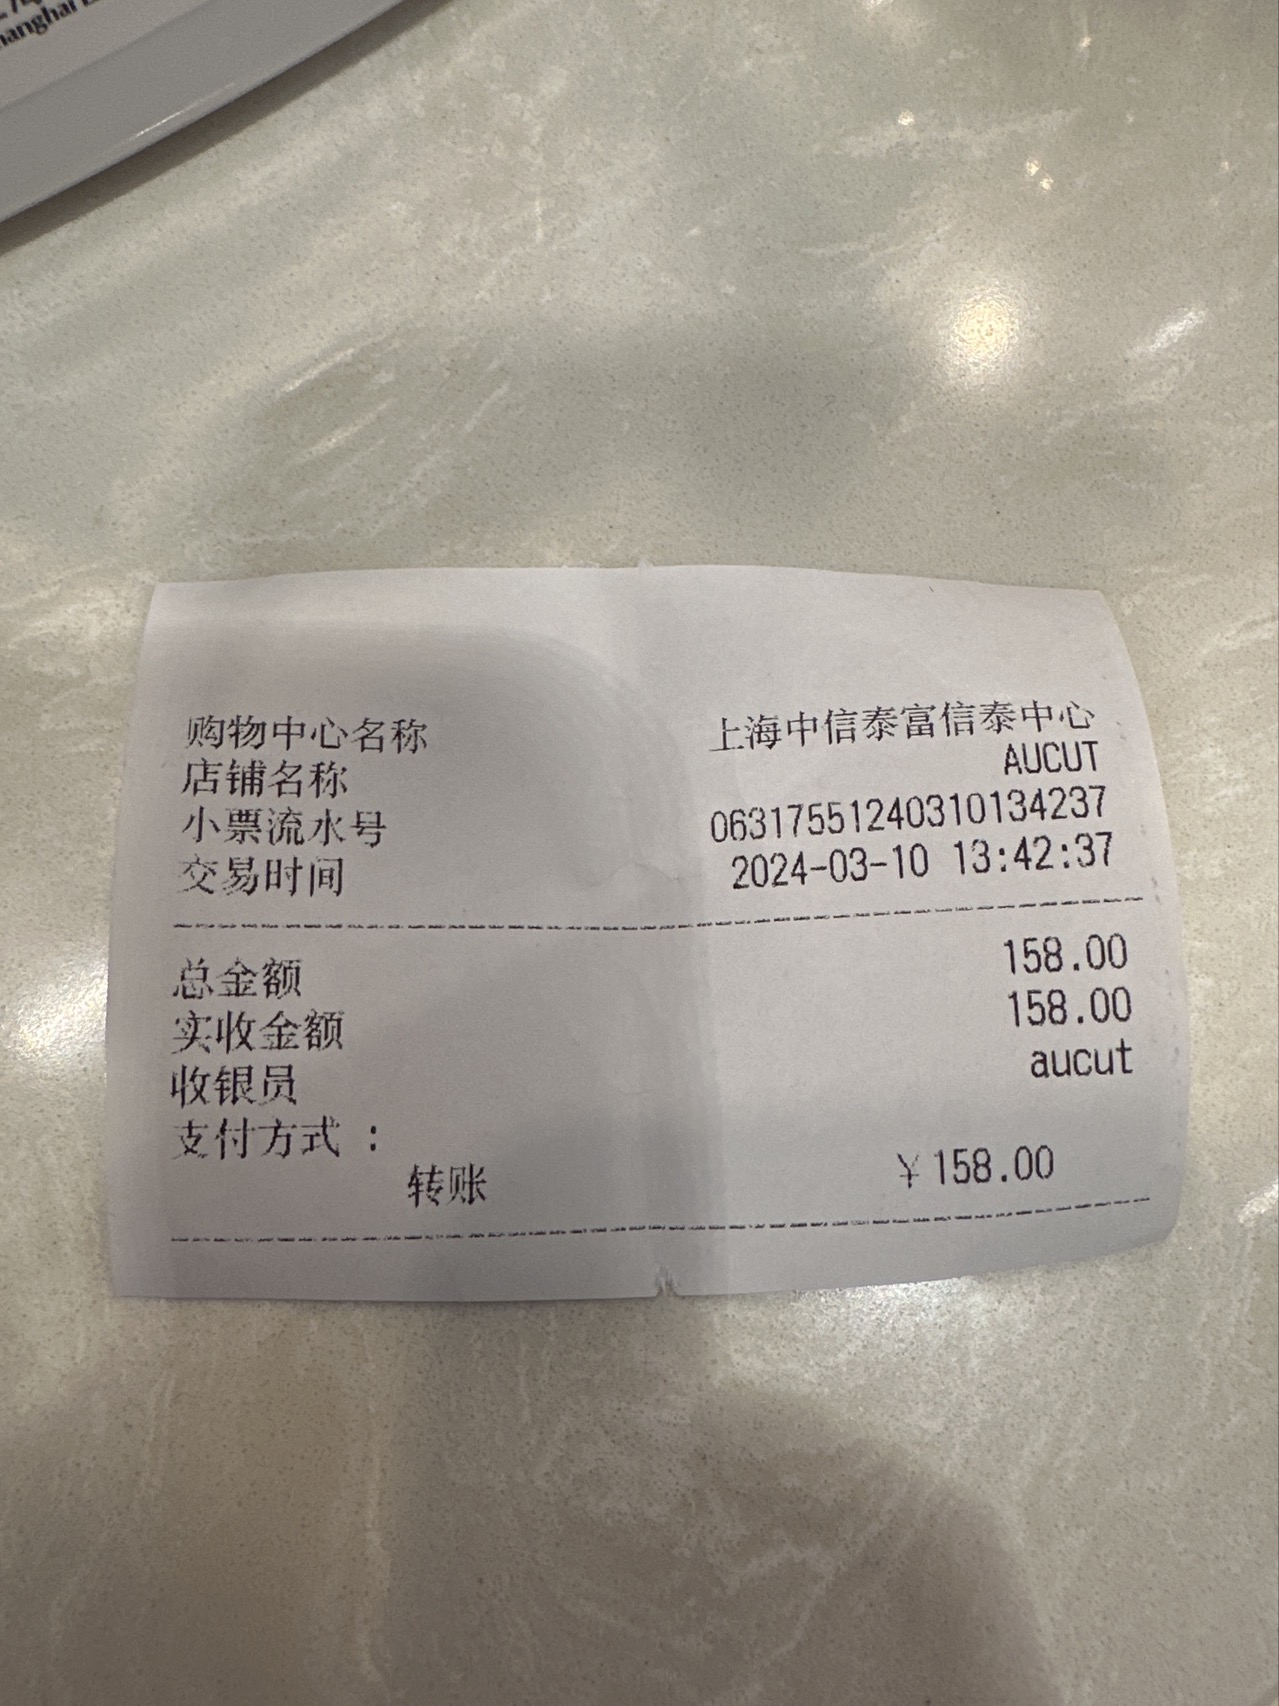 购物中心名称 上海中信泰富信泰中心
店铺名称 AUCUT
小票流水号 06317551240310134237
交易时间 2024-03-10 13:42:37
总金额 158.00
实收金额 158.00
收银员 aucut
支付方式：
转账 ¥158.00